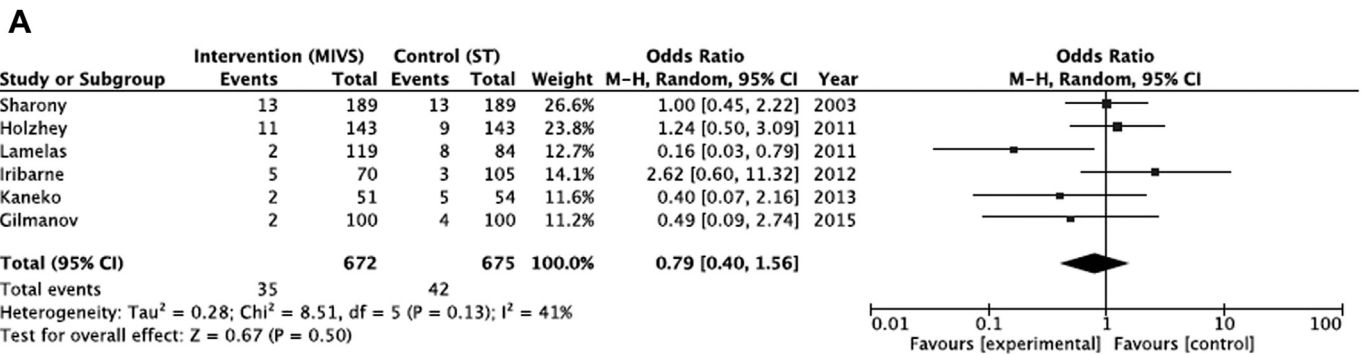 A
Intervention (MIVS) Control (ST) Odds Ratio Odds Ratio
Study or Subgroup Events Total Events Total Weight M-H, Random, 95% CI Year M-H, Random, 95% CI
Sharony 13 189 13 189 26.6% 1.00 [0.45, 2.22] 2003
Holzhey 11 143 9 143 23.8% 1.24 [0.50, 3.09] 2011
Lamelas 2 119 8 84 12.7% 0.16 [0.03, 0.79] 2011
Iribarne 5 70 3 105 14.1% 2.62 [0.60, 11.32] 2012
Kaneko 2 51 5 54 11.6% 0.40 [0.07, 2.16] 2013
Gilmanov 2 100 4 100 11.2% 0.49 [0.09, 2.74] 2015
Total (95% CI) 672 675 100.0% 0.79 [0.40, 1.56]
Total events 35 42
Heterogeneity: Tau² = 0.28; Chi² = 8.51, df = 5 (P = 0.13); I² = 41%
Test for overall effect: Z = 0.67 (P = 0.50)
0.01 0.1 1 10 100
Favours [experimental] Favours [control]